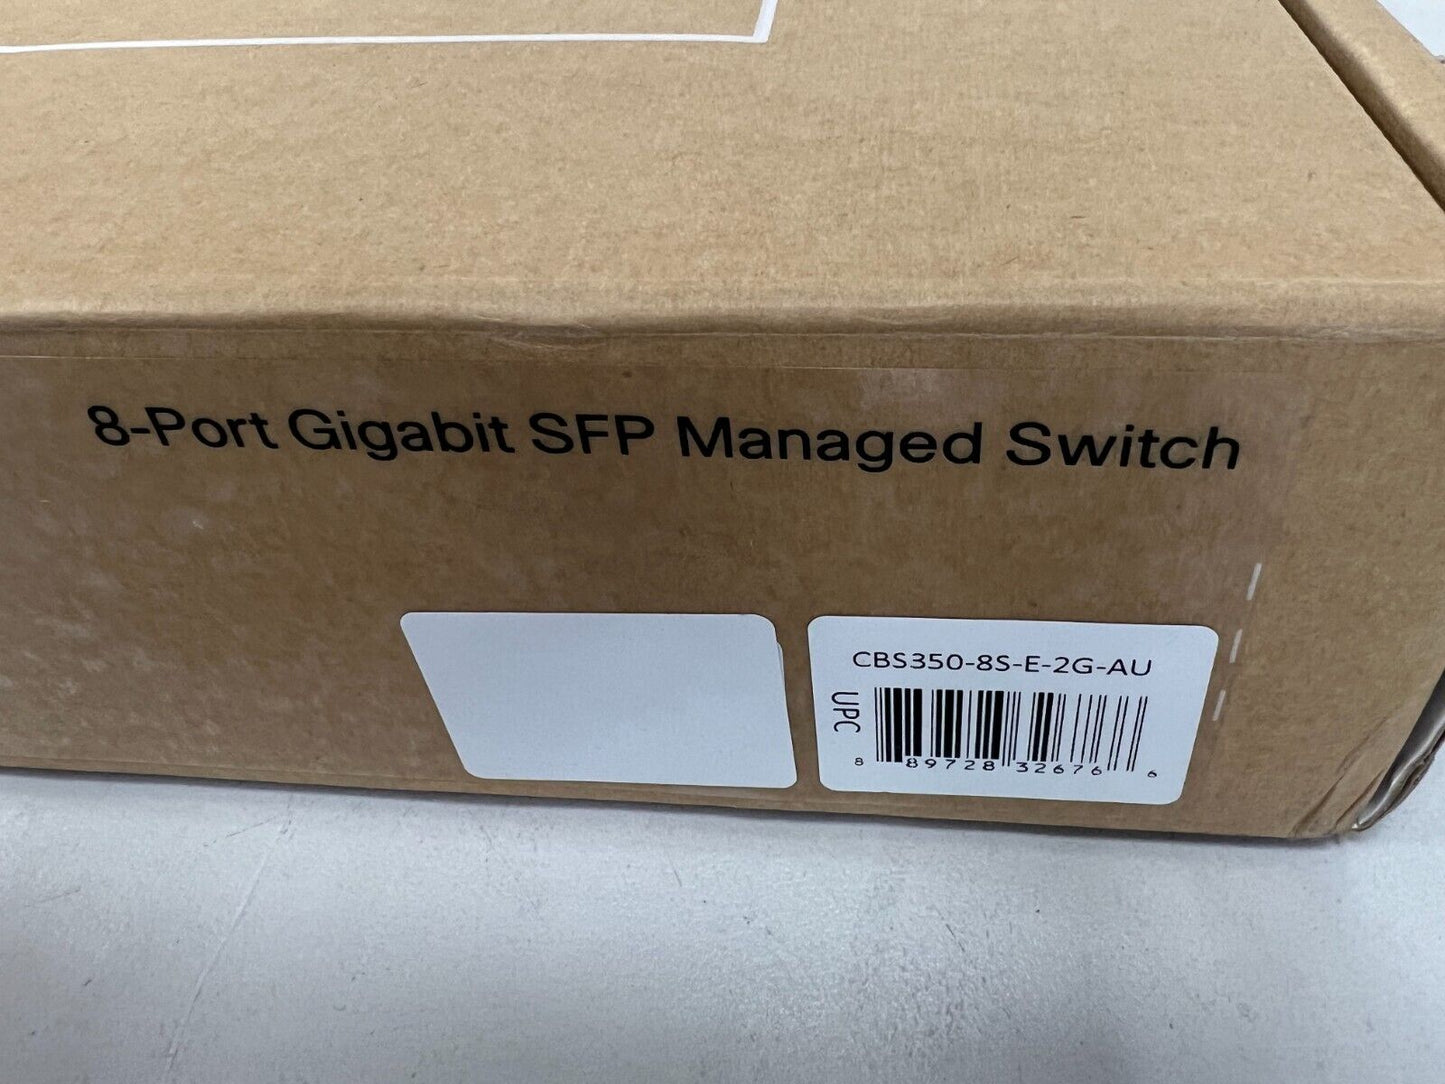 8-Port Gigabit SFP Managed Switch
CBS350-8S-E-2G-AU
UPC
8 89728 32676 6